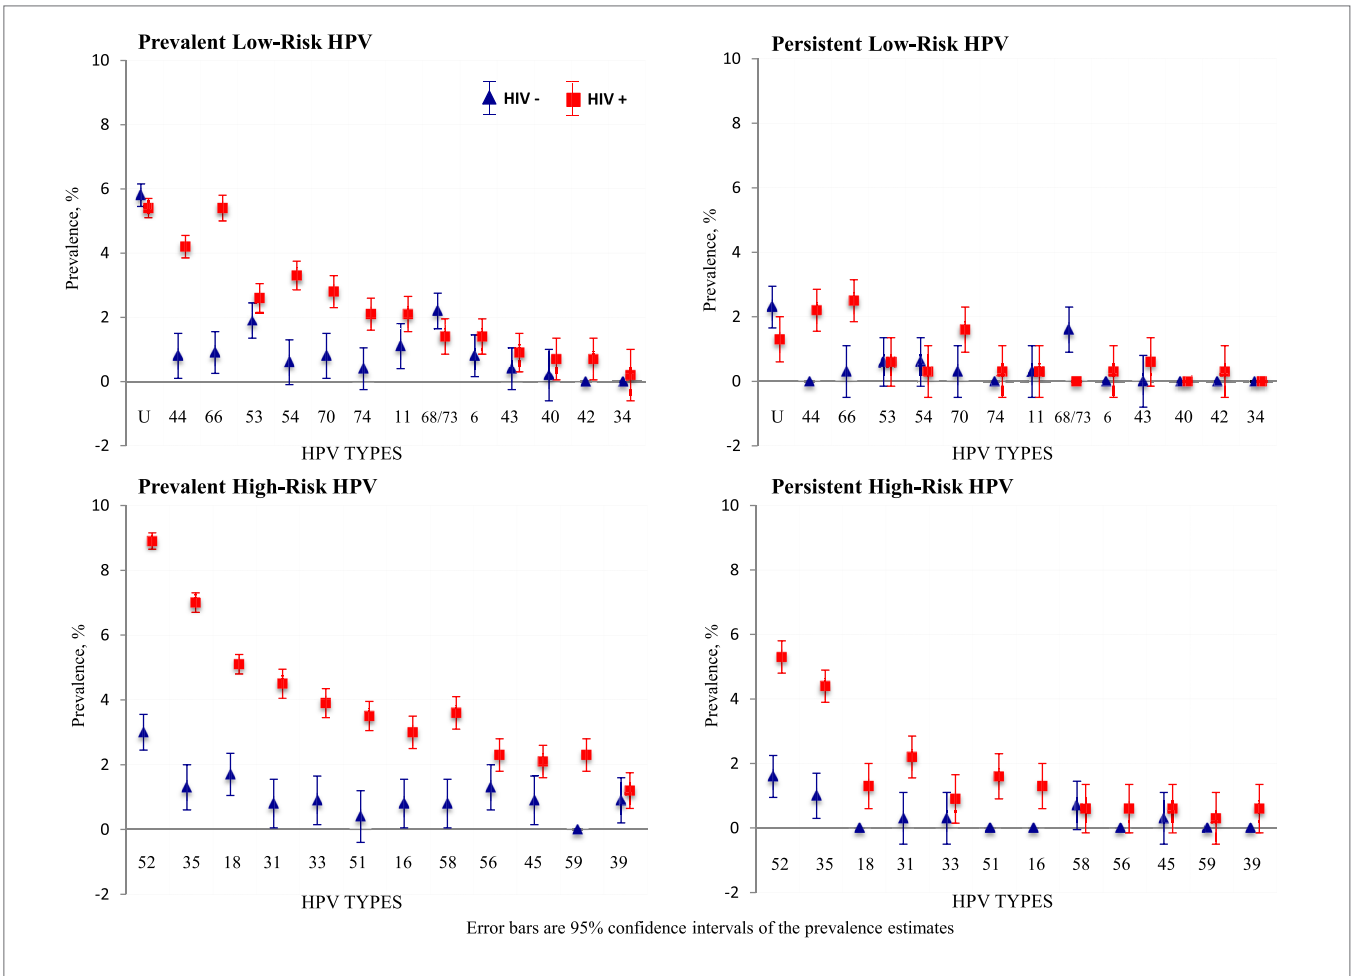 Prevalent Low-Risk HPV
10
8
6
4
2
0
-2
Prevalence, %
HIV -
HIV +
U 44 66 53 54 70 74 11 68/73 6 43 40 42 34
HPV TYPES
Persistent Low-Risk HPV
10
8
6
4
2
0
-2
Prevalence, %
U 44 66 53 54 70 74 11 68/73 6 43 40 42 34
HPV TYPES
Prevalent High-Risk HPV
10
8
6
4
2
0
-2
Prevalence, %
52 35 18 31 33 51 16 58 56 45 59 39
HPV TYPES
Persistent High-Risk HPV
10
8
6
4
2
0
-2
Prevalence, %
52 35 18 31 33 51 16 58 56 45 59 39
HPV TYPES
Error bars are 95% confidence intervals of the prevalence estimates